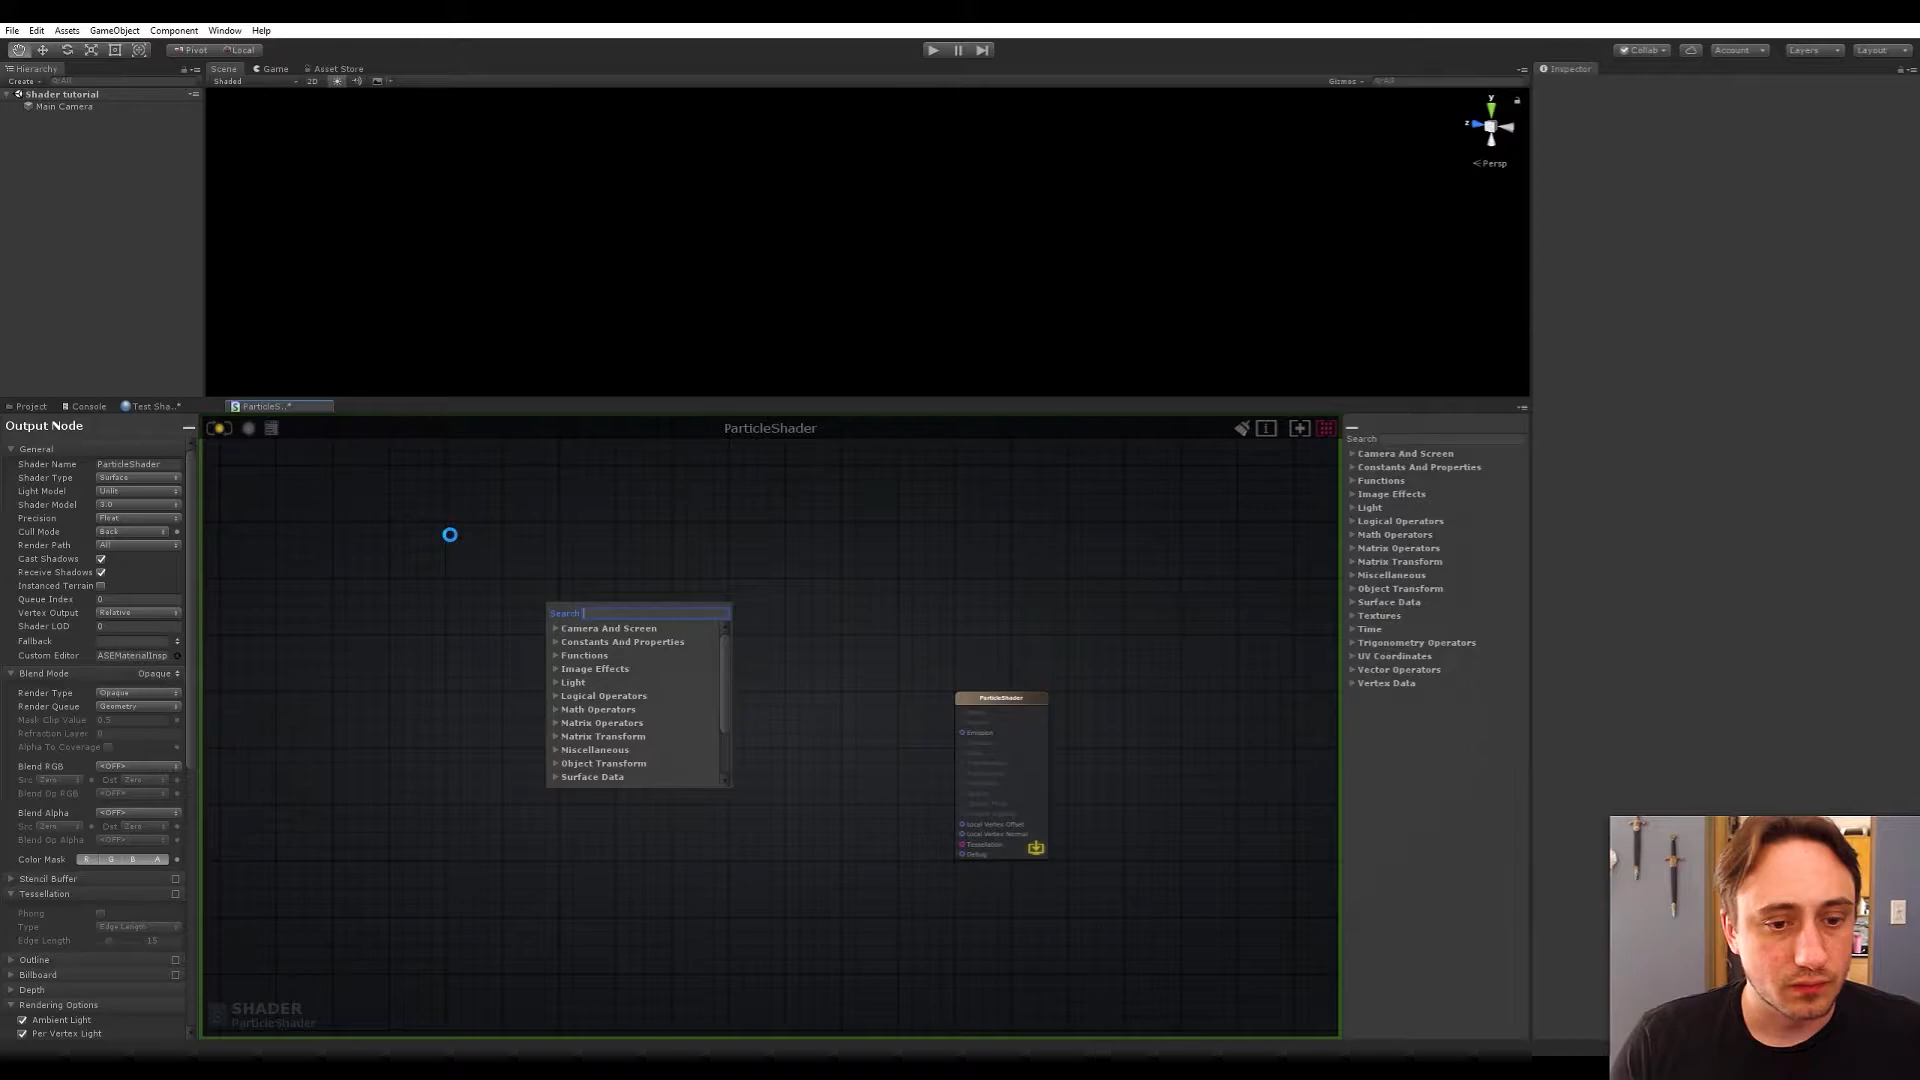 File Edit Assets GameObject Component Window Help
Pivot Local Collab Account Layers Layout
Hierarchy Scene Game Asset Store Inspector
Create All Shaded 2D Gizmos All
Shader tutorial
Main Camera
y
z
Persp
Project Console Test Sha..* ParticleS..*
Output Node
ParticleShader
General
Shader Name ParticleShader
Shader Type Surface
Light Model Unlit
Shader Model 3.0
Precision Float
Cull Mode Back
Render Path All
Cast Shadows
Receive Shadows
Instanced Terrain
Queue Index 0
Vertex Output Relative
Shader LOD 0
Fallback
Custom Editor ASEMaterialInsp
Blend Mode Opaque
Render Type Opaque
Render Queue Geometry
Mask Clip Value 0.5
Refraction Layer 0
Alpha To Coverage
Blend RGB <OFF>
Src Zero Dst Zero
Blend Op RGB <OFF>
Blend Alpha <OFF>
Src Zero Dst Zero
Blend Op Alpha <OFF>
Color Mask R G B A
Stencil Buffer
Tessellation
Phong
Type Edge Length
Edge Length 15
Outline
Billboard
Depth
Rendering Options
Ambient Light
Per Vertex Light
Search
Camera And Screen
Constants And Properties
Functions
Image Effects
Light
Logical Operators
Math Operators
Matrix Operators
Matrix Transform
Miscellaneous
Object Transform
Surface Data
ParticleShader
Emission
Local Vertex Offset
Local Vertex Normal
Tessellation
Debug
SHADER
ParticleShader
Search
Camera And Screen
Constants And Properties
Functions
Image Effects
Light
Logical Operators
Math Operators
Matrix Operators
Matrix Transform
Miscellaneous
Object Transform
Surface Data
Textures
Time
Trigonometry Operators
UV Coordinates
Vector Operators
Vertex Data